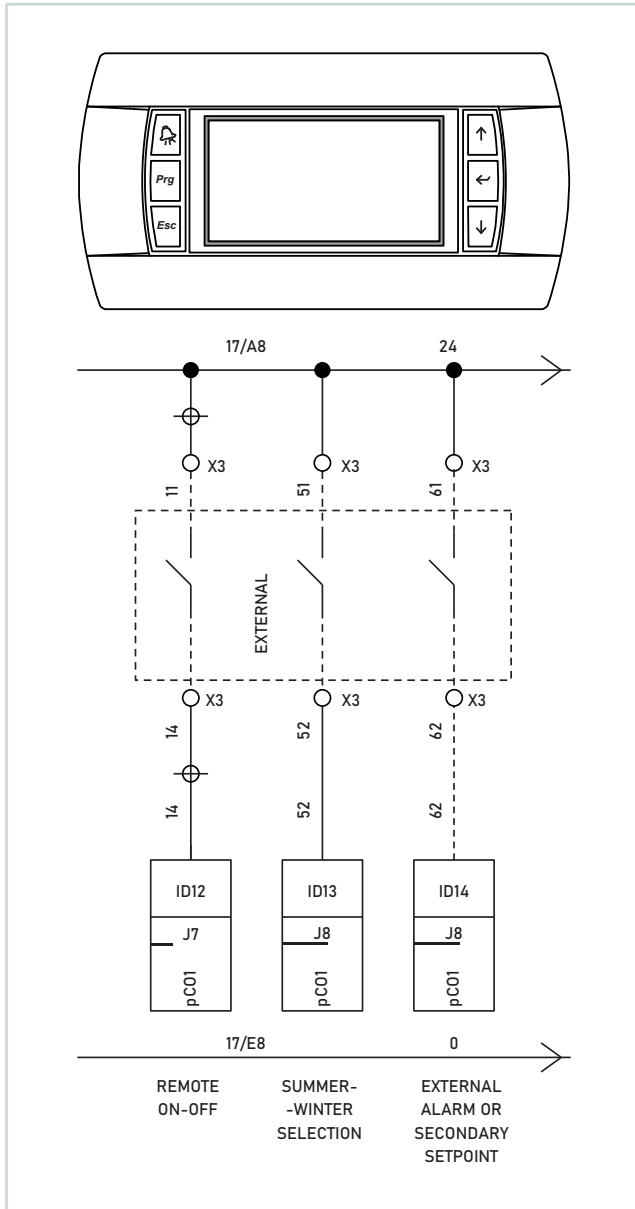 Prg
Esc
17/A8 24
X3 X3 X3
11 51 61
EXTERNAL
X3 X3 X3
14 52 62
14 52 62
ID12 ID13 ID14
J7 J8 J8
pCO1 pCO1 pCO1
17/E8 0
REMOTE
ON-OFF
SUMMER-
-WINTER
SELECTION
EXTERNAL
ALARM OR
SECONDARY
SETPOINT